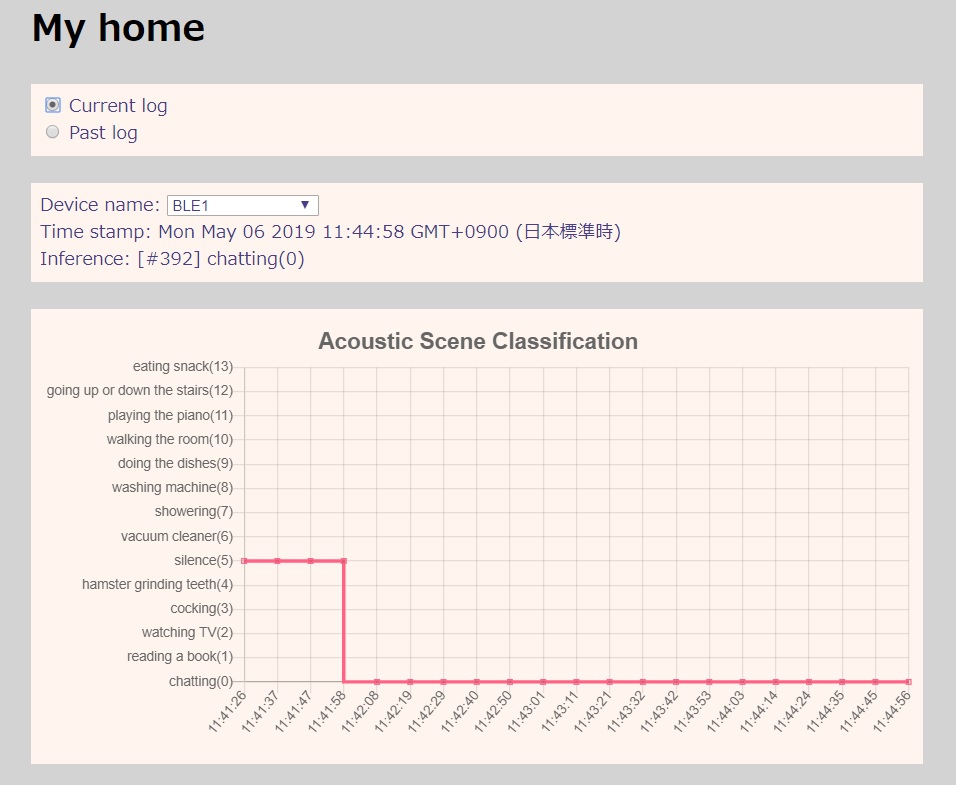 My home
Current log
Past log
Device name: BLE1
Time stamp: Mon May 06 2019 11:44:58 GMT+0900 (日本標準時)
Inference: [#392] chatting(0)
Acoustic Scene Classification
eating snack(13)
going up or down the stairs(12)
playing the piano(11)
walking the room(10)
doing the dishes(9)
washing machine(8)
showering(7)
vacuum cleaner(6)
silence(5)
hamster grinding teeth(4)
cocking(3)
watching TV(2)
reading a book(1)
chatting(0)
11:41:26
11:41:37
11:41:47
11:41:58
11:42:08
11:42:19
11:42:29
11:42:40
11:42:50
11:43:01
11:43:11
11:43:21
11:43:32
11:43:42
11:43:53
11:44:03
11:44:14
11:44:24
11:44:35
11:44:45
11:44:56